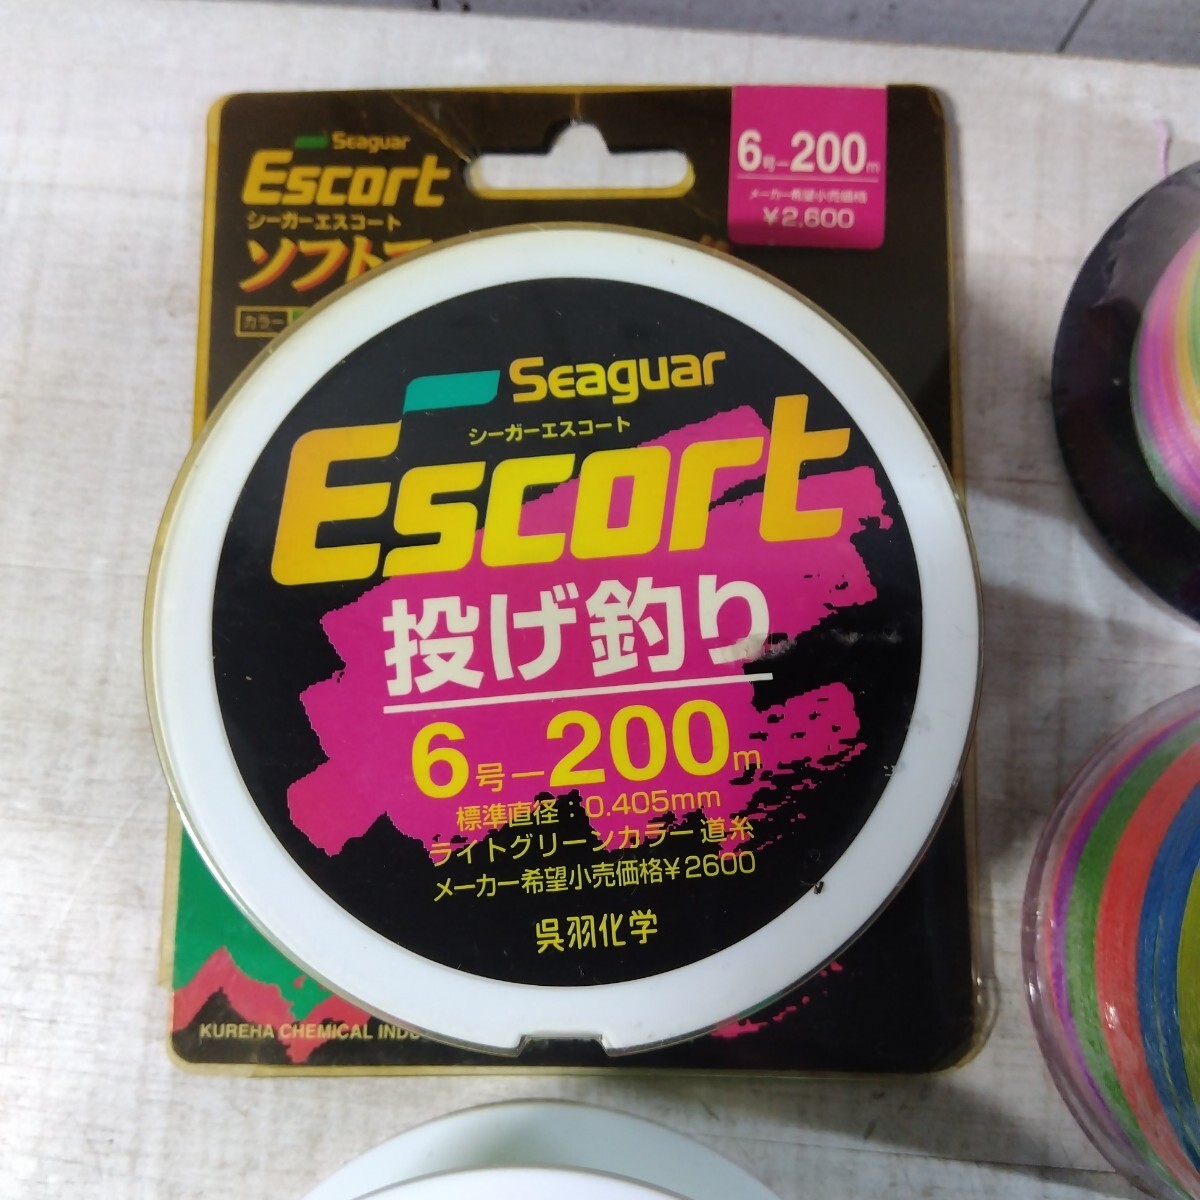 Seaguar
Escort
シーガーエスコート
ソフト
カラー
6号－200m
メーカー希望小売価格
¥2,600
Seaguar
シーガーエスコート
Escort
投げ釣り
6号－200m
標準直径：0.405mm
ライトグリーンカラー 道糸
メーカー希望小売価格¥2600
呉羽化学
KUREHA CHEMICAL